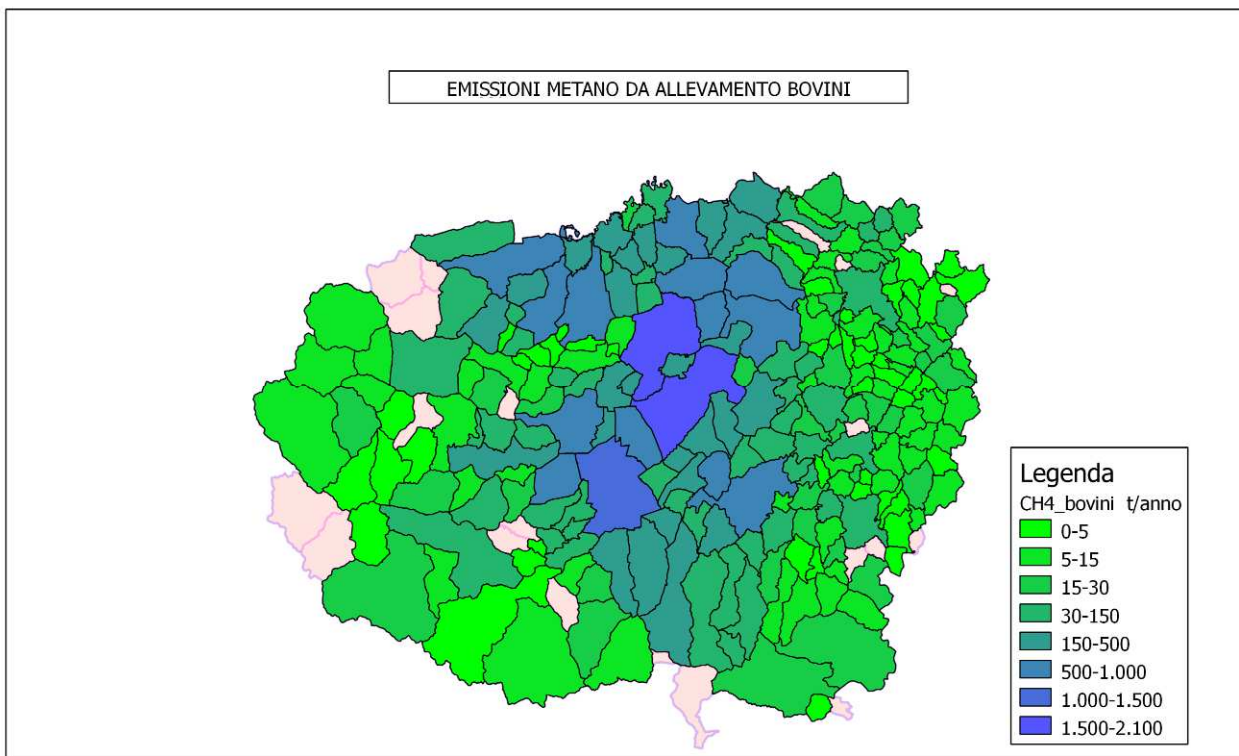 EMISSIONI METANO DA ALLEVAMENTO BOVINI
Legenda
CH4_bovini t/anno
0-5
5-15
15-30
30-150
150-500
500-1.000
1.000-1.500
1.500-2.100